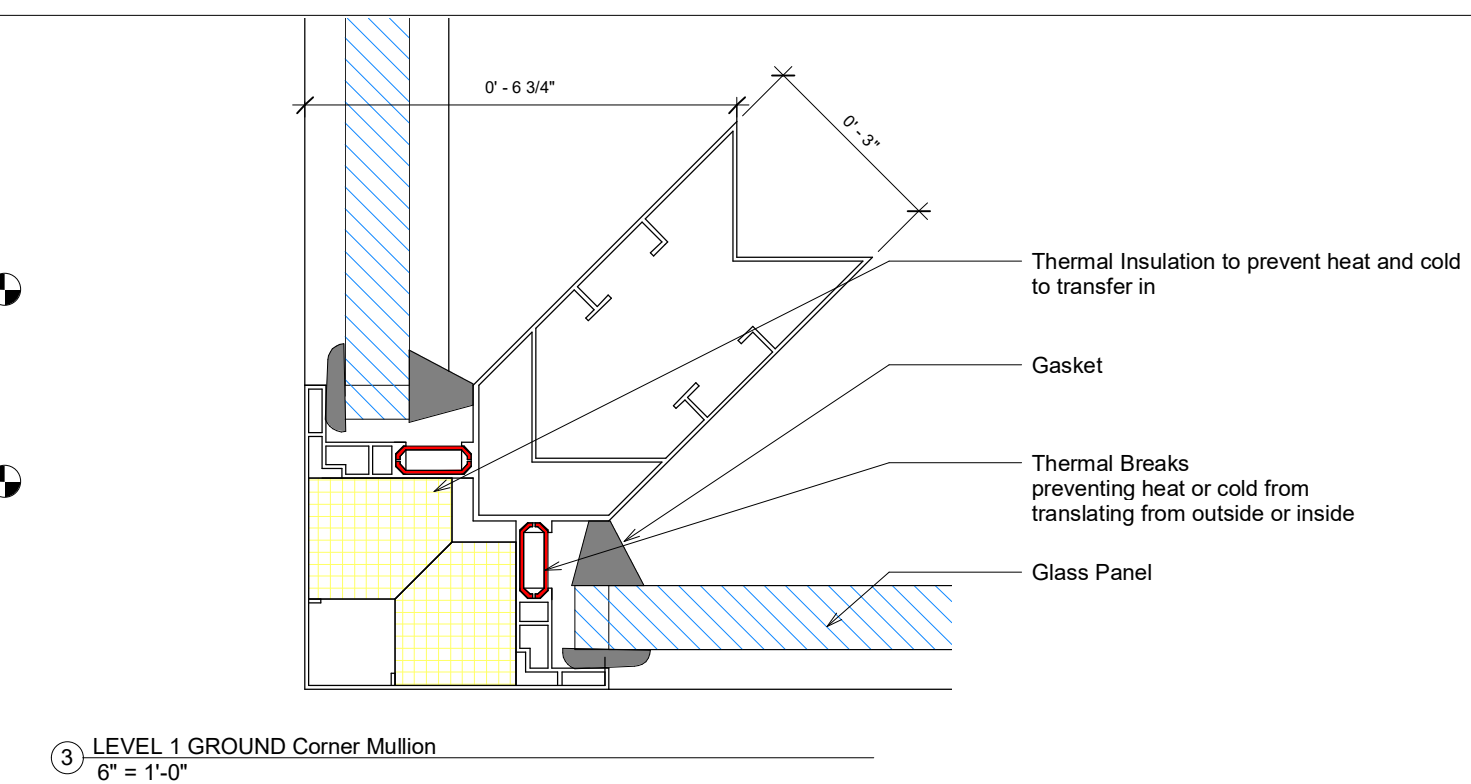 0' - 6 3/4"
0' - 3"
Thermal Insulation to prevent heat and cold
to transfer in
Gasket
Thermal Breaks
preventing heat or cold from
translating from outside or inside
Glass Panel
3
LEVEL 1 GROUND Corner Mullion
6" = 1'-0"